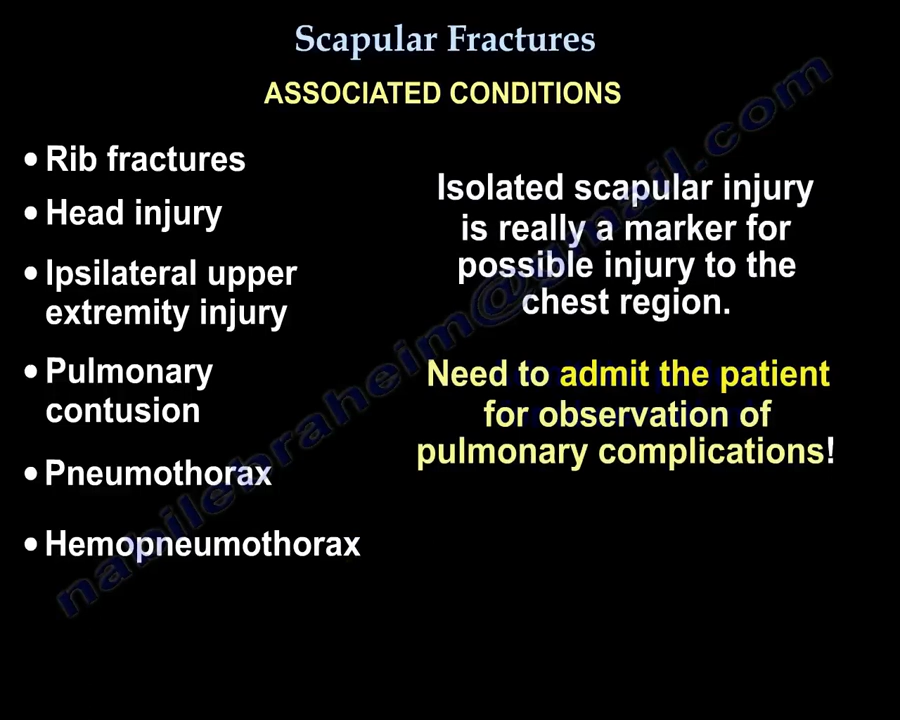 Scapular Fractures
ASSOCIATED CONDITIONS
• Rib fractures
• Head injury
• Ipsilateral upper
extremity injury
• Pulmonary
contusion
• Pneumothorax
• Hemopneumothorax
Isolated scapular injury
is really a marker for
possible injury to the
chest region.
Need to admit the patient
for observation of
pulmonary complications!
nabilebraheim@gmail.com